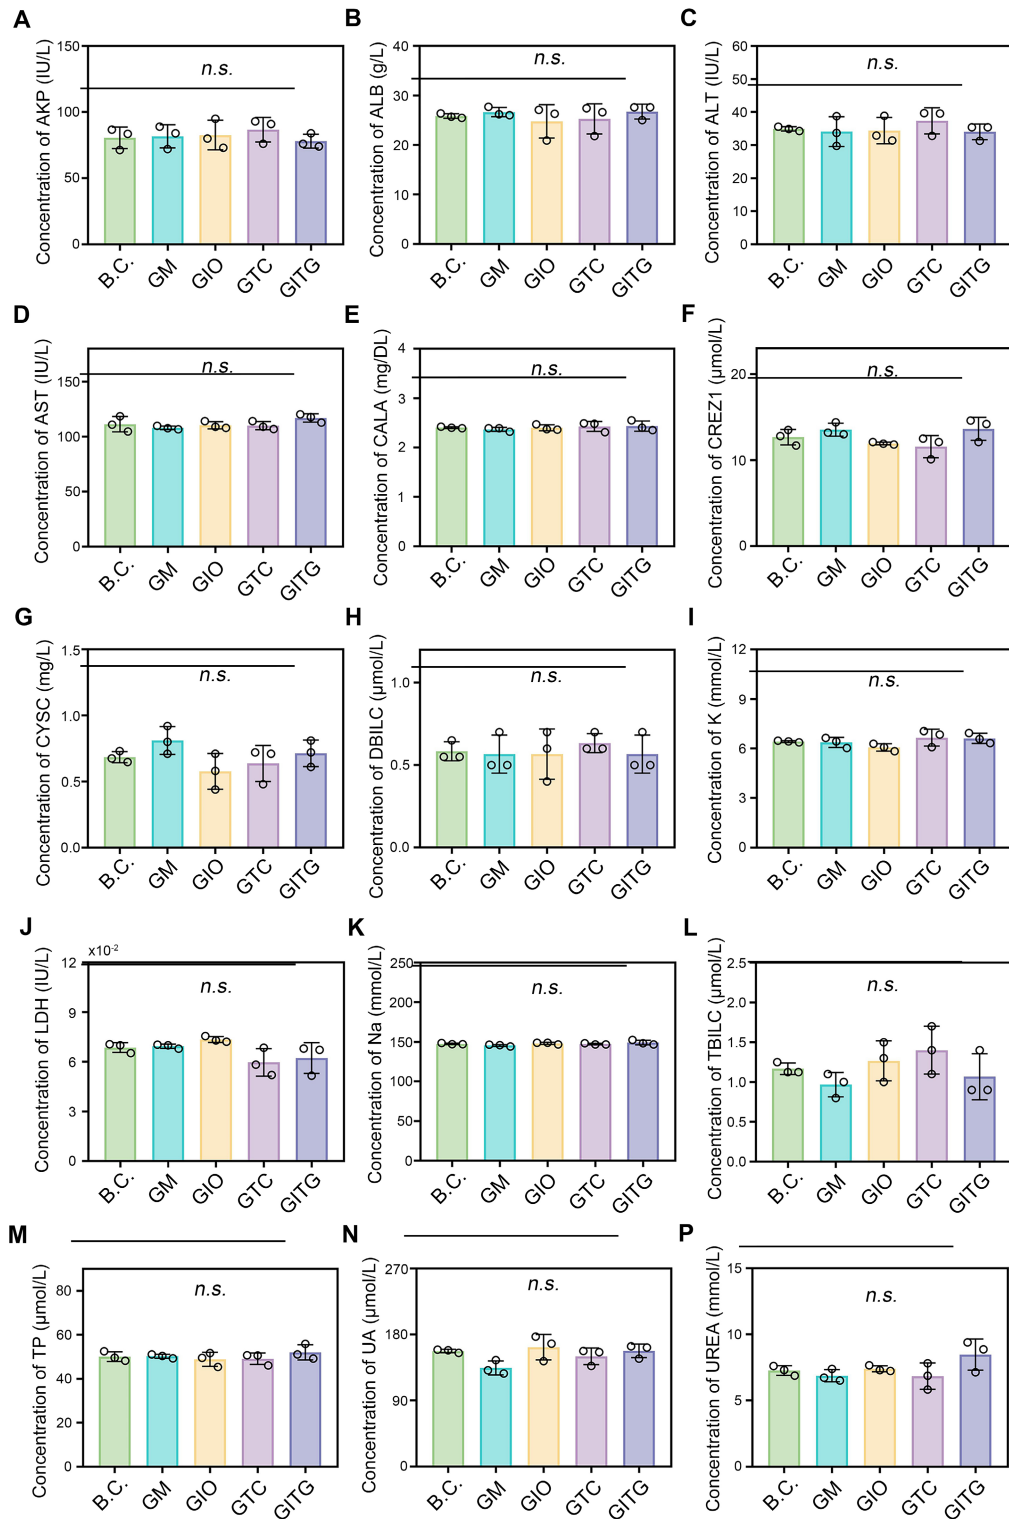 A
Concentration of AKP (IU/L)
150
100
50
0
n.s.
B.C.
GM
GIO
GTC
GITG
B
Concentration of ALB (g/L)
40
30
20
10
0
n.s.
B.C.
GM
GIO
GTC
GITG
C
Concentration of ALT (IU/L)
60
50
40
30
20
10
0
n.s.
B.C.
GM
GIO
GTC
GITG
D
Concentration of AST (IU/L)
150
100
50
0
n.s.
B.C.
GM
GIO
GTC
GITG
E
Concentration of CALA (mg/DL)
4
3
2
1
0
n.s.
B.C.
GM
GIO
GTC
GITG
F
Concentration of CREZ1 (μmol/L)
20
10
0
n.s.
B.C.
GM
GIO
GTC
GITG
G
Concentration of CYSC (mg/L)
1.5
1.0
0.5
0.0
n.s.
B.C.
GM
GIO
GTC
GITG
H
Concentration of DBILC (μmol/L)
1.0
0.5
0.0
n.s.
B.C.
GM
GIO
GTC
GITG
I
Concentration of K (mmol/L)
12
9
6
3
0
n.s.
B.C.
GM
GIO
GTC
GITG
J
Concentration of LDH (IU/L)
x10-2
12
9
6
3
0
n.s.
B.C.
GM
GIO
GTC
GITG
K
Concentration of Na (mmol/L)
250
200
150
100
50
0
n.s.
B.C.
GM
GIO
GTC
GITG
L
Concentration of TBILC (μmol/L)
2.5
2.0
1.5
1.0
0.5
0.0
n.s.
B.C.
GM
GIO
GTC
GITG
M
Concentration of TP (μmol/L)
80
60
40
20
0
n.s.
B.C.
GM
GIO
GTC
GITG
N
Concentration of UA (μmol/L)
270
180
90
0
n.s.
B.C.
GM
GIO
GTC
GITG
P
Concentration of UREA (mmol/L)
15
10
5
0
n.s.
B.C.
GM
GIO
GTC
GITG